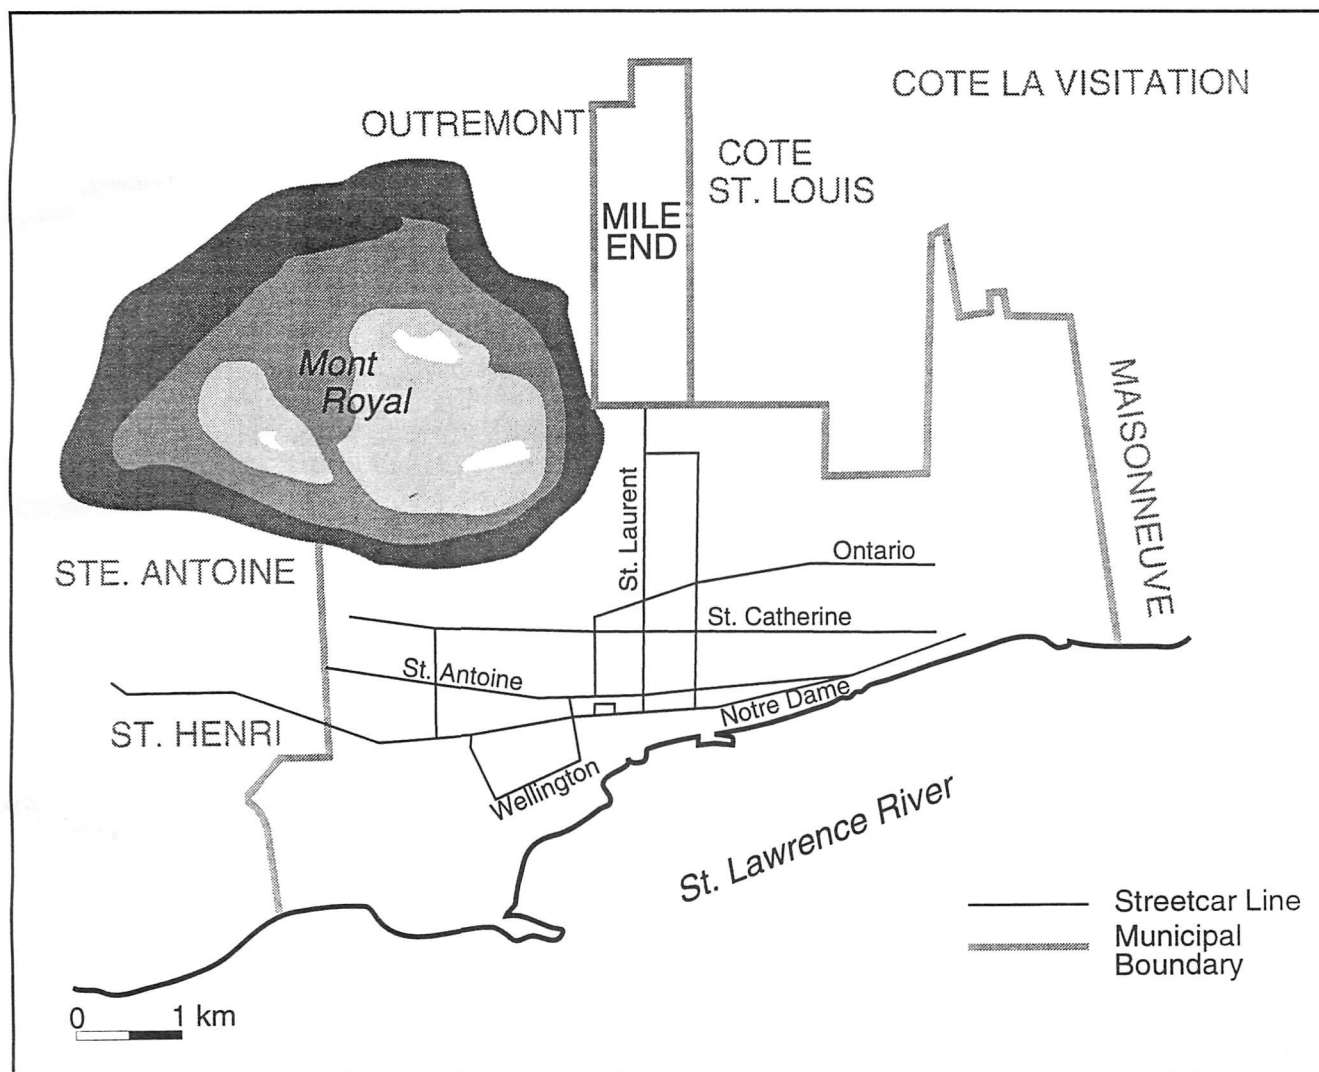 COTE LA VISITATION
OUTREMONT
COTE
ST. LOUIS
MILE
END
Mont
Royal
MAISONNEUVE
St. Laurent
Ontario
STE. ANTOINE
St. Catherine
St. Antoine
Notre Dame
ST. HENRI
Wellington
St. Lawrence River
Streetcar Line
Municipal
Boundary
0 1 km